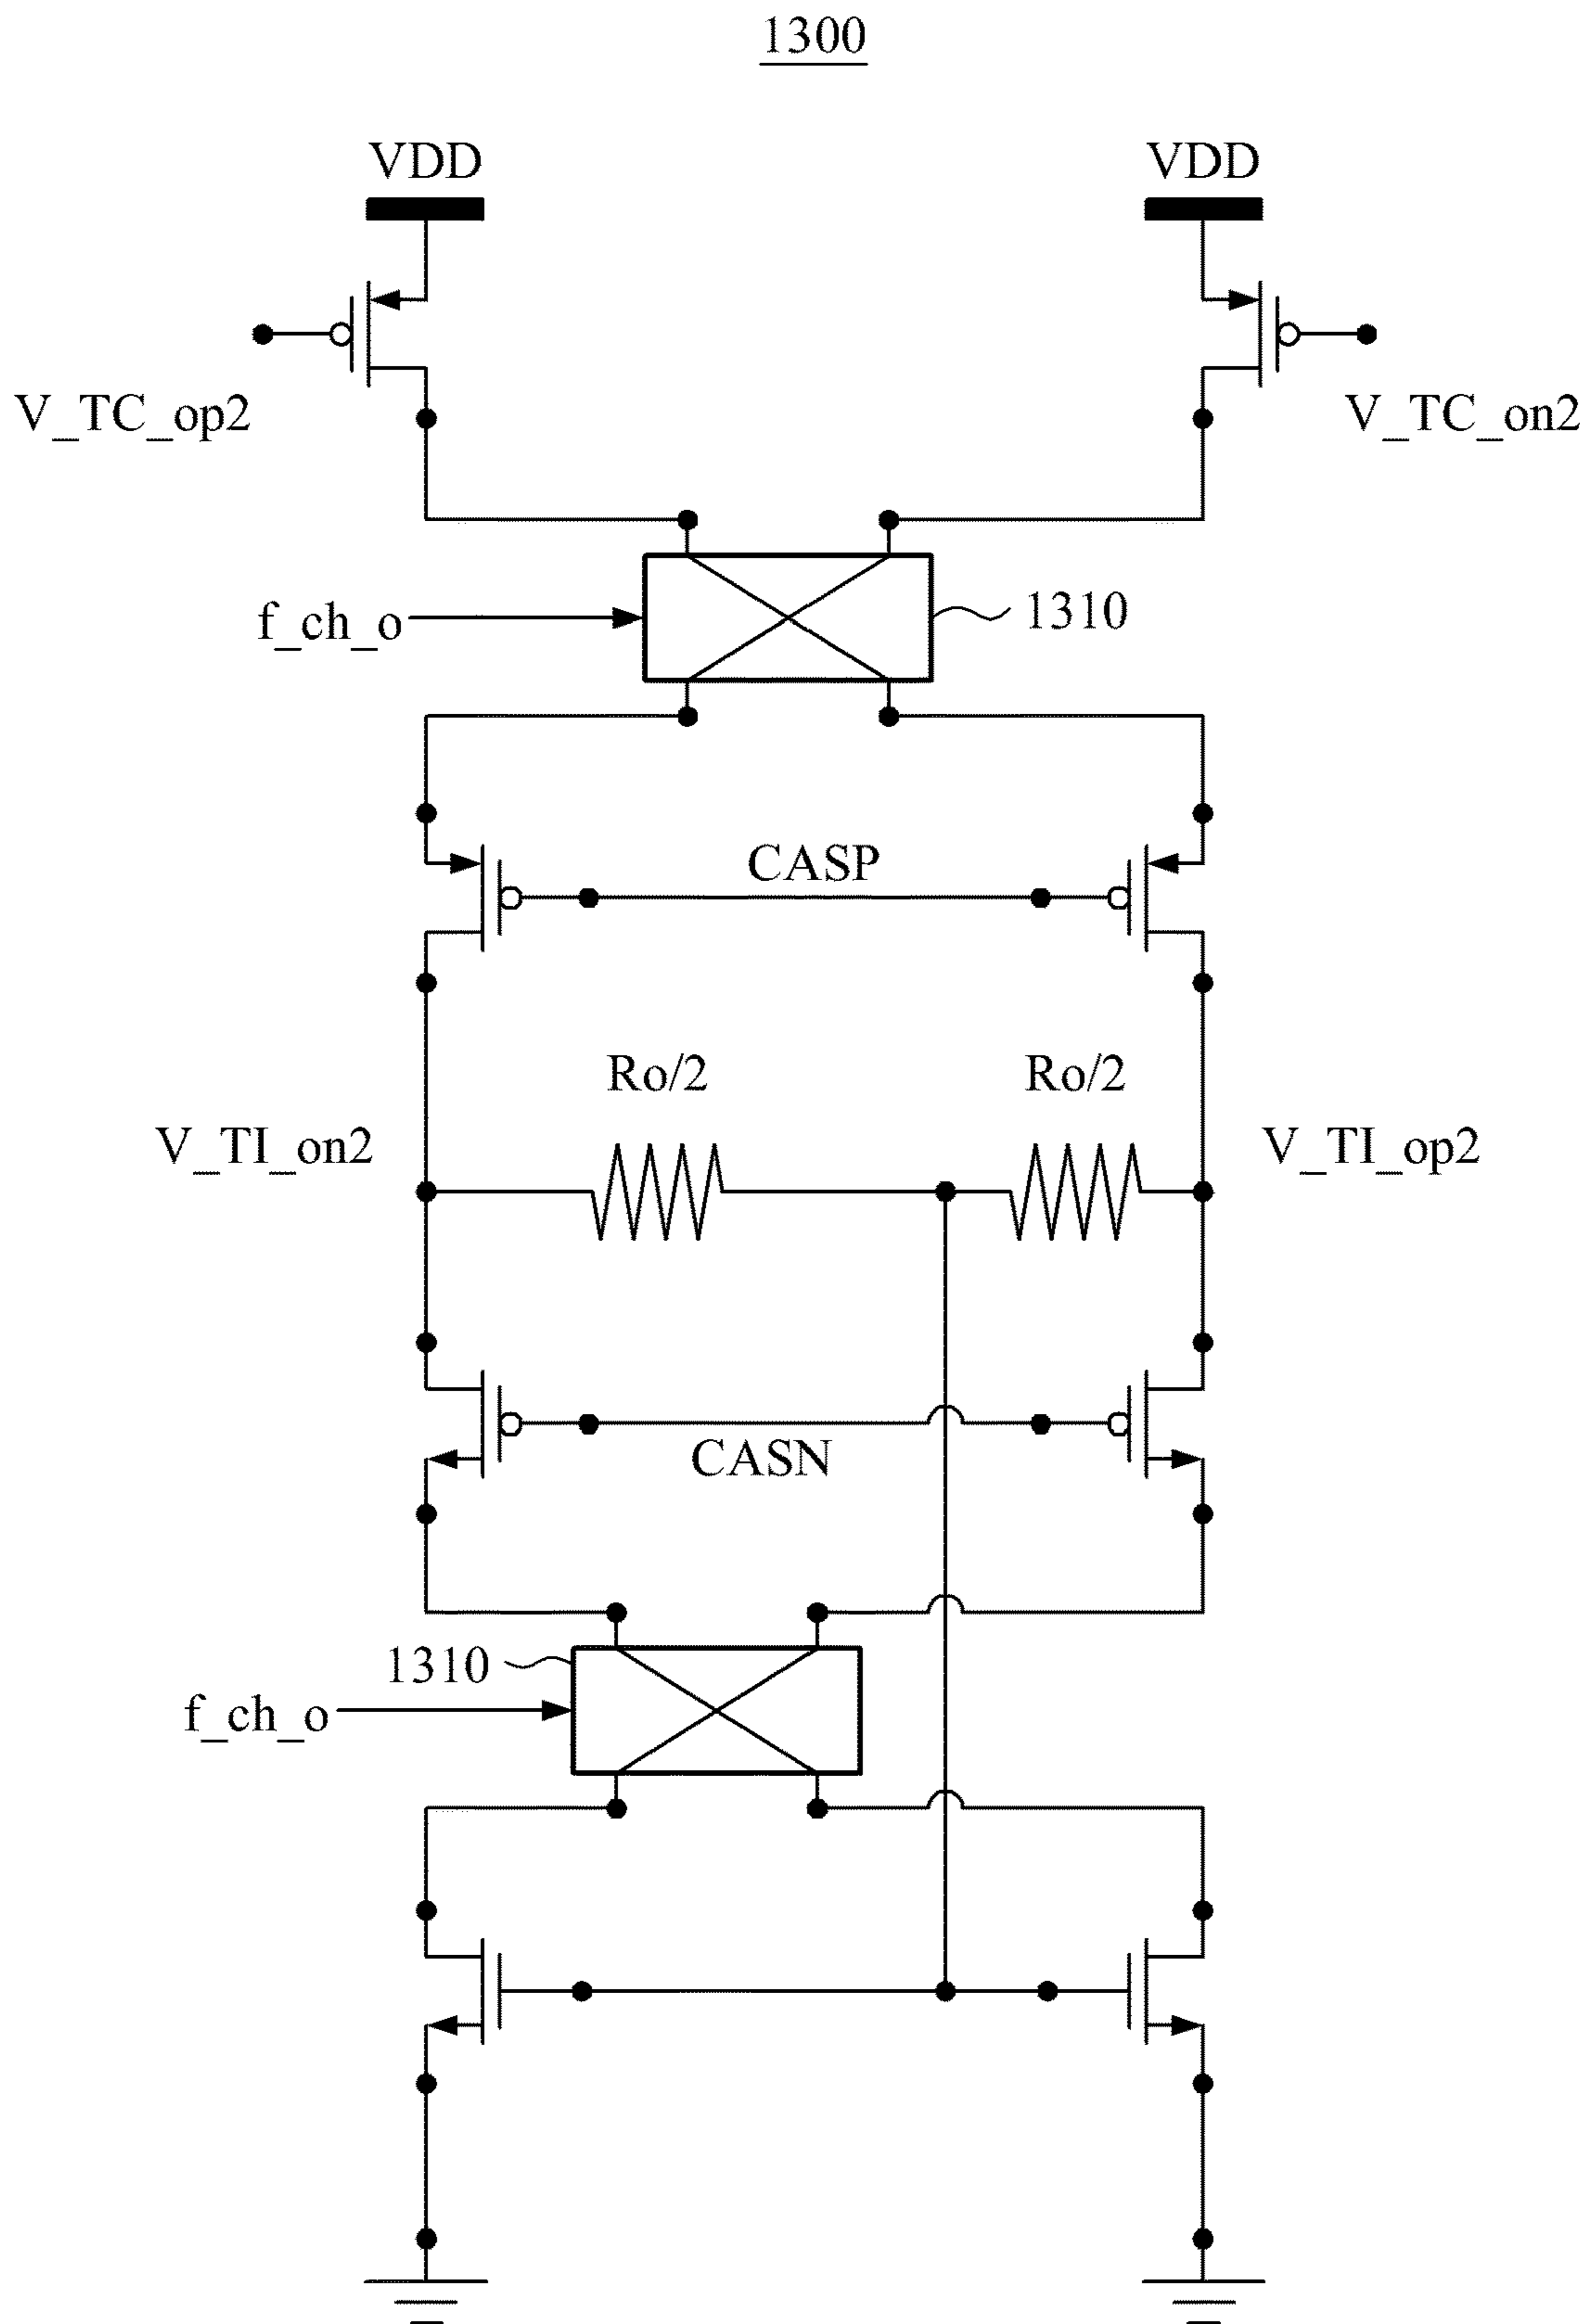 1300
VDD VDD
V_TC_op2 V_TC_on2
f_ch_o 1310
CASP
Ro/2 Ro/2
V_TI_on2 V_TI_op2
CASN
1310
f_ch_o